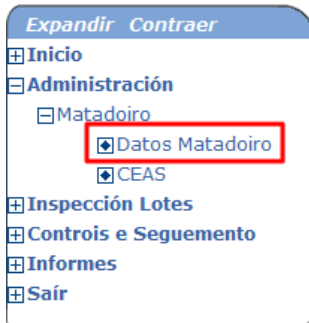 Expandir Contraer
Inicio
Administración
Matadoiro
Datos Matadoiro
CEAS
Inspección Lotes
Controis e Seguemento
Informes
Saír